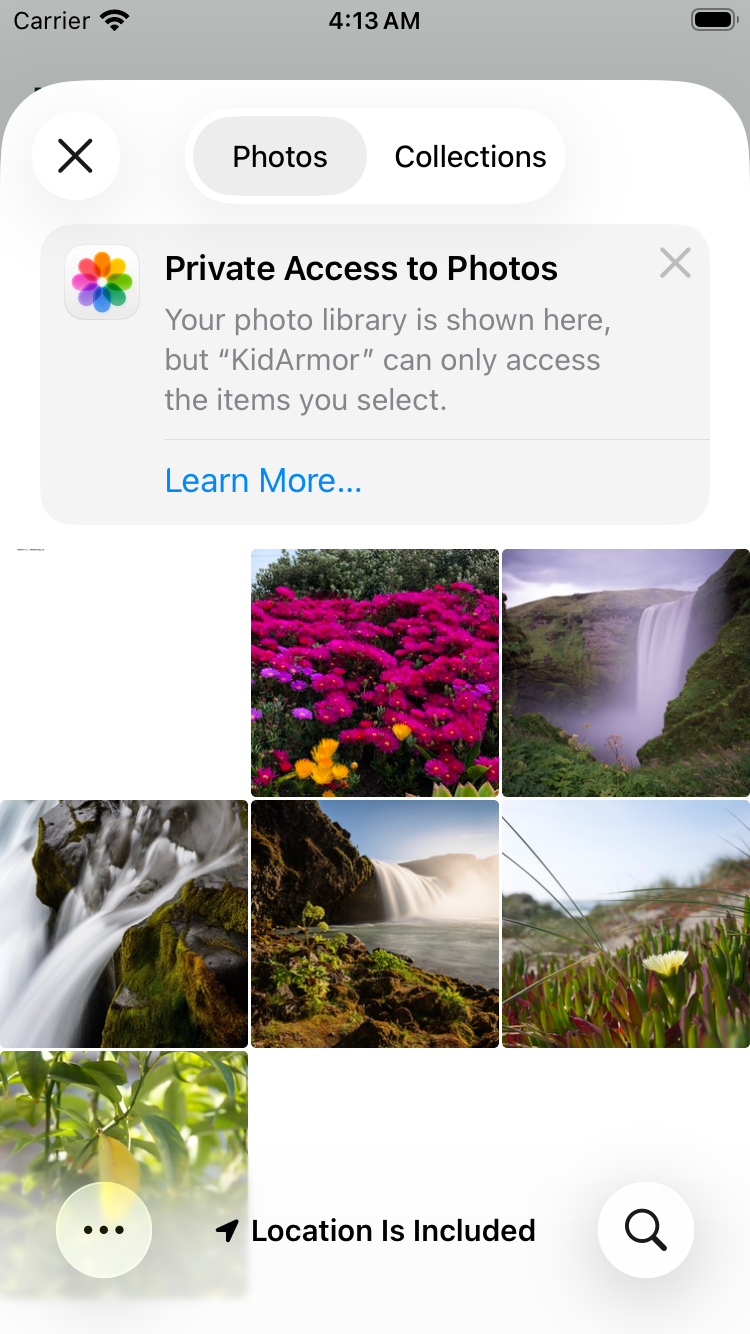 Carrier
4:13 AM
Photos
Collections
Private Access to Photos
Your photo library is shown here,
but “KidArmor” can only access
the items you select.
Learn More…
Location Is Included